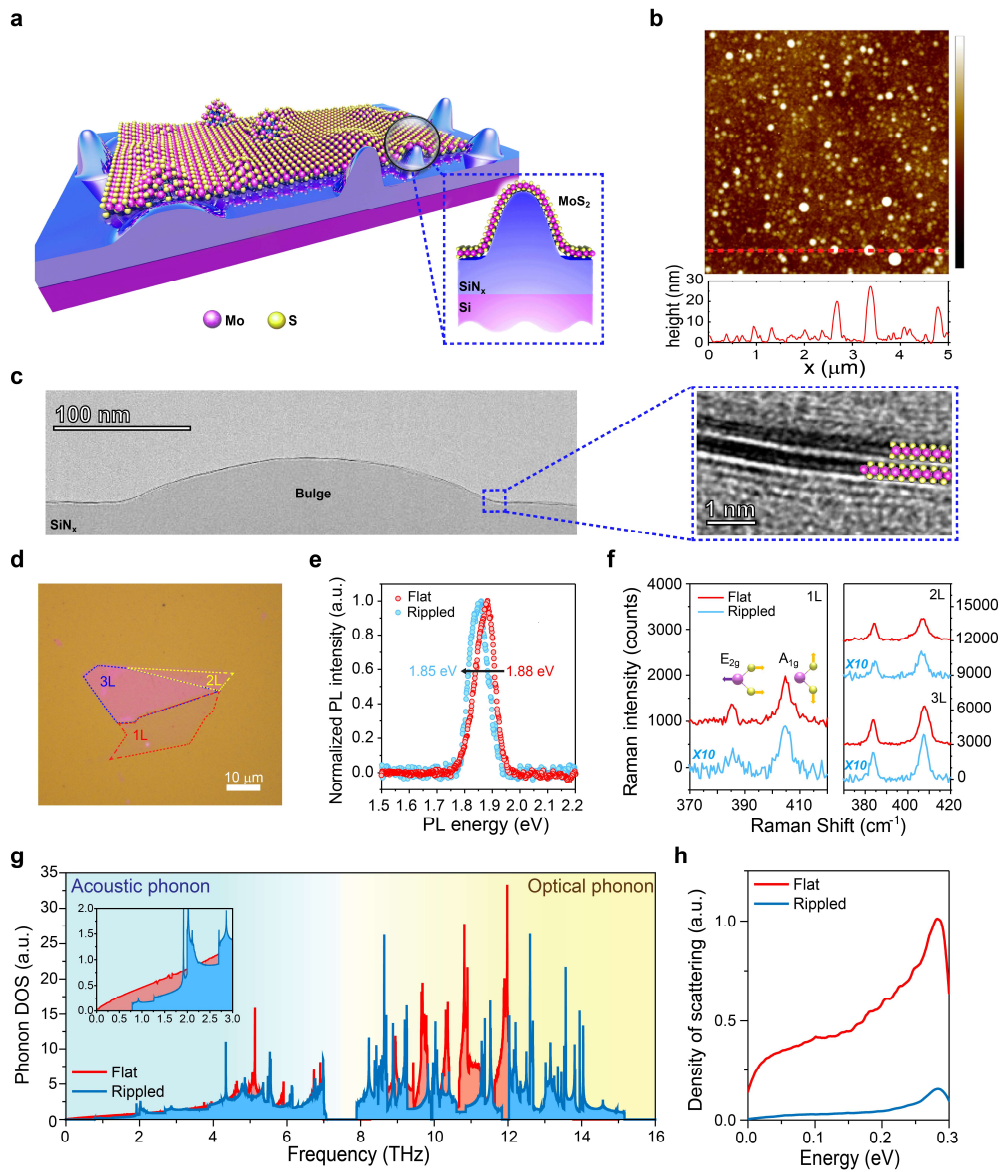 a
MoS2
SiNx
Si
Mo
S
b
height (nm)
30
20
10
0
0 1 2 3 4 5
x (μm)
c
100 nm
Bulge
SiNx
1 nm
d
3L
2L
1L
10 μm
e
Flat
Rippled
1.85 eV
1.88 eV
Normalized PL intensity (a.u.)
1.0
0.8
0.6
0.4
0.2
0.0
1.5 1.6 1.7 1.8 1.9 2.0 2.1 2.2
PL energy (eV)
f
Flat
Rippled
1L
E2g
A1g
X10
Raman intensity (counts)
4000
3000
2000
1000
0
370 390 410
2L
X10
3L
X10
15000
12000
9000
6000
3000
0
380 400 420
Raman Shift (cm-1)
g
Acoustic phonon
Optical phonon
Phonon DOS (a.u.)
35
30
25
20
15
10
5
0
2.0
1.5
1.0
0.5
0.0
0.0 0.5 1.0 1.5 2.0 2.5 3.0
Flat
Rippled
0 2 4 6 8 10 12 14 16
Frequency (THz)
h
Flat
Rippled
Density of scattering (a.u.)
1.0
0.5
0.0
0.0 0.1 0.2 0.3
Energy (eV)